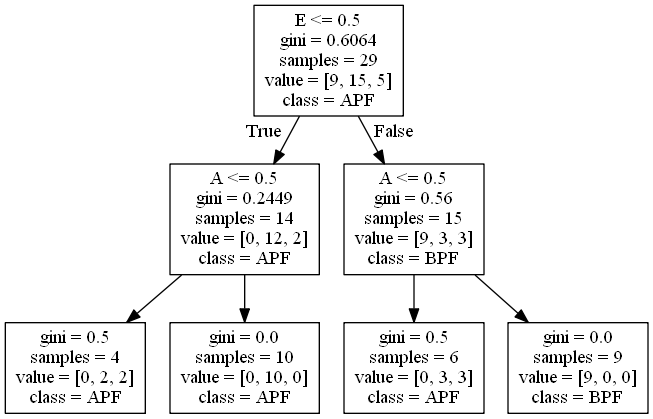 E <= 0.5
gini = 0.6064
samples = 29
value = [9, 15, 5]
class = APF
True
False
A <= 0.5
gini = 0.2449
samples = 14
value = [0, 12, 2]
class = APF
A <= 0.5
gini = 0.56
samples = 15
value = [9, 3, 3]
class = BPF
gini = 0.5
samples = 4
value = [0, 2, 2]
class = APF
gini = 0.0
samples = 10
value = [0, 10, 0]
class = APF
gini = 0.5
samples = 6
value = [0, 3, 3]
class = APF
gini = 0.0
samples = 9
value = [9, 0, 0]
class = BPF